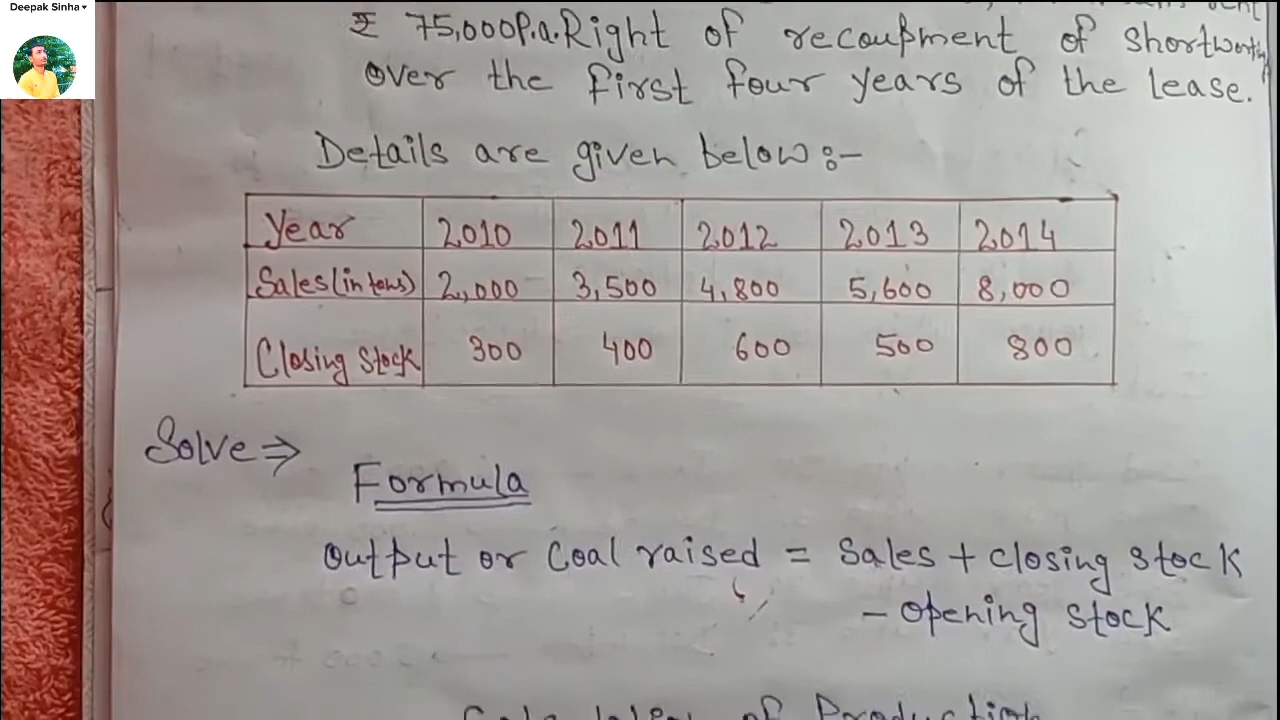 Deepak Sinha
₹ 75,000P.a. Right of recoupment of shortworking
over the first four years of the lease.
Details are given below :-
Year 2010 2011 2012 2013 2014
Sales (in tons) 2,000 3,500 4,800 5,600 8,000
Closing Stock 300 400 600 500 800
Solve ⇒
Formula
Output or Coal raised = Sales + Closing stock
- Opening stock
of Production